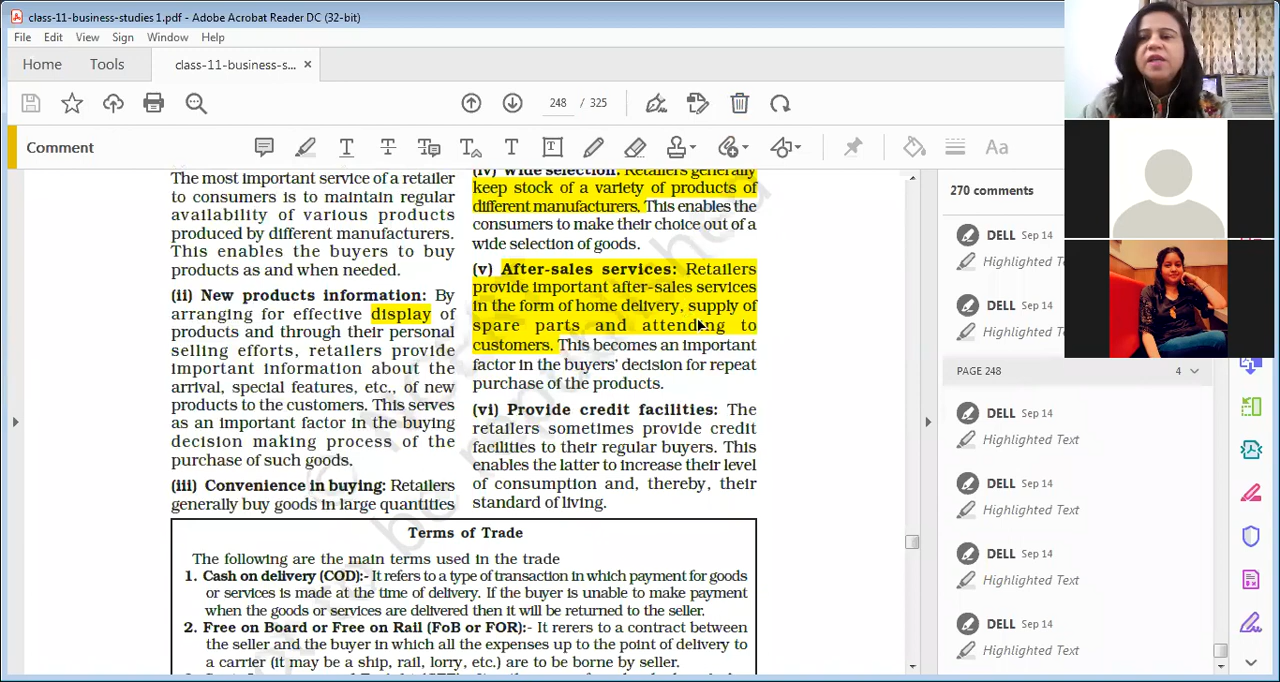 class-11-business-studies 1.pdf - Adobe Acrobat Reader DC (32-bit)
File Edit View Sign Window Help
Home Tools class-11-business-s... ×
248 / 325
Comment
The most important service of a retailer
to consumers is to maintain regular
availability of various products
produced by different manufacturers.
This enables the buyers to buy
products as and when needed.
(ii) New products information: By
arranging for effective display of
products and through their personal
selling efforts, retailers provide
important information about the
arrival, special features, etc., of new
products to the customers. This serves
as an important factor in the buying
decision making process of the
purchase of such goods.
(iii) Convenience in buying: Retailers
generally buy goods in large quantities
(iv) wide selection: Retailers generally
keep stock of a variety of products of
different manufacturers. This enables the
consumers to make their choice out of a
wide selection of goods.
(v) After-sales services: Retailers
provide important after-sales services
in the form of home delivery, supply of
spare parts and attending to
customers. This becomes an important
factor in the buyers' decision for repeat
purchase of the products.
(vi) Provide credit facilities: The
retailers sometimes provide credit
facilities to their regular buyers. This
enables the latter to increase their level
of consumption and, thereby, their
standard of living.
Terms of Trade
The following are the main terms used in the trade
1. Cash on delivery (COD):- It refers to a type of transaction in which payment for goods
or services is made at the time of delivery. If the buyer is unable to make payment
when the goods or services are delivered then it will be returned to the seller.
2. Free on Board or Free on Rail (FoB or FOR):- It rerers to a contract between
the seller and the buyer in which all the expenses up to the point of delivery to
a carrier (it may be a ship, rail, lorry, etc.) are to be borne by seller.
270 comments
DELL Sep 14
Highlighted
DELL Sep 14
Highlighted
PAGE 248 4
DELL Sep 14
Highlighted Text
DELL Sep 14
Highlighted Text
DELL Sep 14
Highlighted Text
DELL Sep 14
Highlighted Text